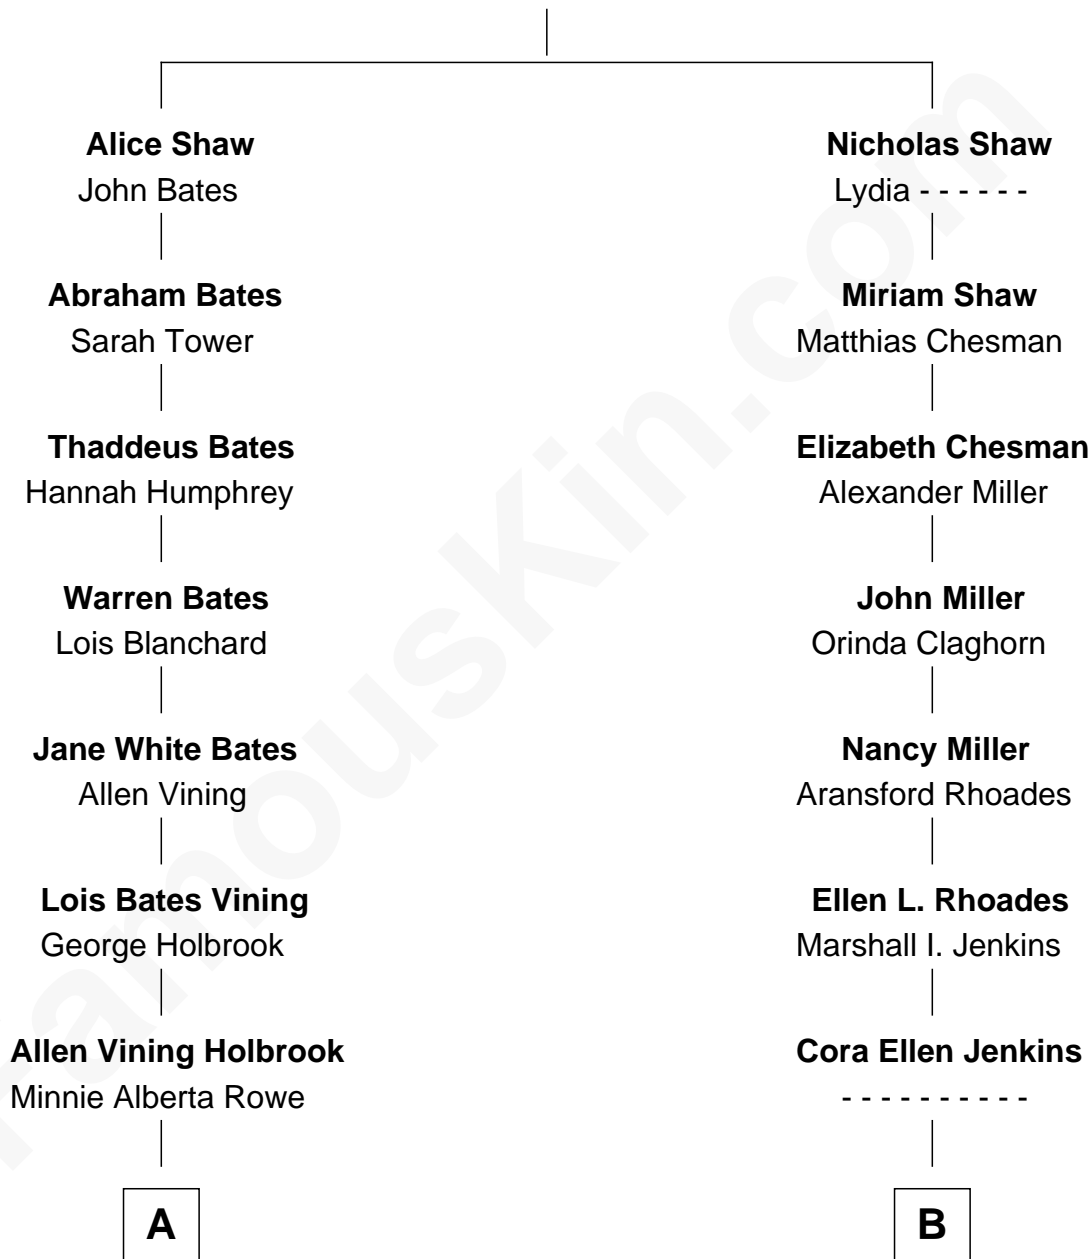 Alice Shaw
John Bates
Abraham Bates
Sarah Tower
Thaddeus Bates
Hannah Humphrey
Warren Bates
Lois Blanchard
Jane White Bates
Allen Vining
Lois Bates Vining
George Holbrook
Allen Vining Holbrook
Minnie Alberta Rowe
A
Nicholas Shaw
Lydia - - - - - -
Miriam Shaw
Matthias Chesman
Elizabeth Chesman
Alexander Miller
John Miller
Orinda Claghorn
Nancy Miller
Aransford Rhoades
Ellen L. Rhoades
Marshall I. Jenkins
Cora Ellen Jenkins
- - - - - - - - - -
B
FamousKin.com